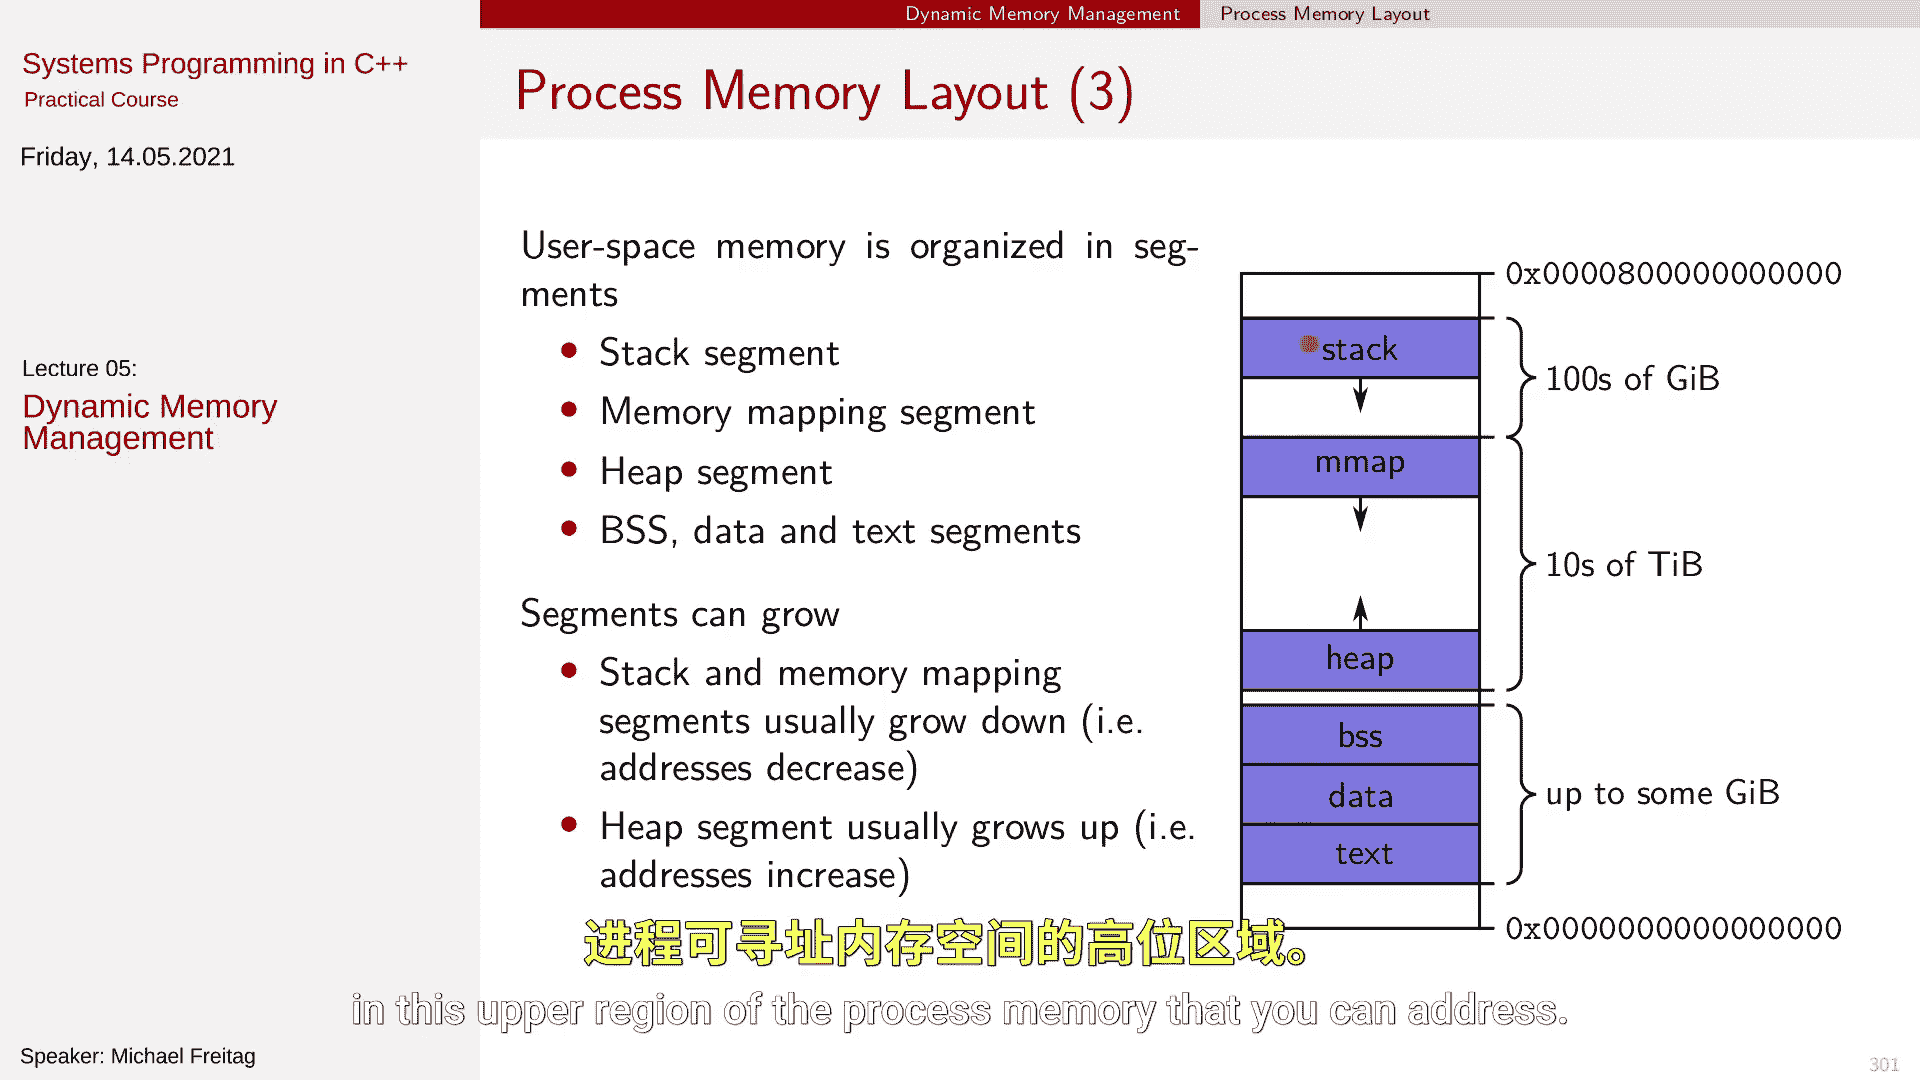 Dynamic Memory Management
Process Memory Layout
Systems Programming in C++
Practical Course
Friday, 14.05.2021
Lecture 05:
Dynamic Memory
Management
Process Memory Layout (3)
User-space memory is organized in seg-
ments
Stack segment
Memory mapping segment
Heap segment
BSS, data and text segments
Segments can grow
Stack and memory mapping
segments usually grow down (i.e.
addresses decrease)
Heap segment usually grows up (i.e.
addresses increase)
0x0000800000000000
stack
100s of GiB
mmap
10s of TiB
heap
bss
data
up to some GiB
text
0x0000000000000000
进程可寻址内存空间的高位区域。
in this upper region of the process memory that you can address.
Speaker: Michael Freitag
301